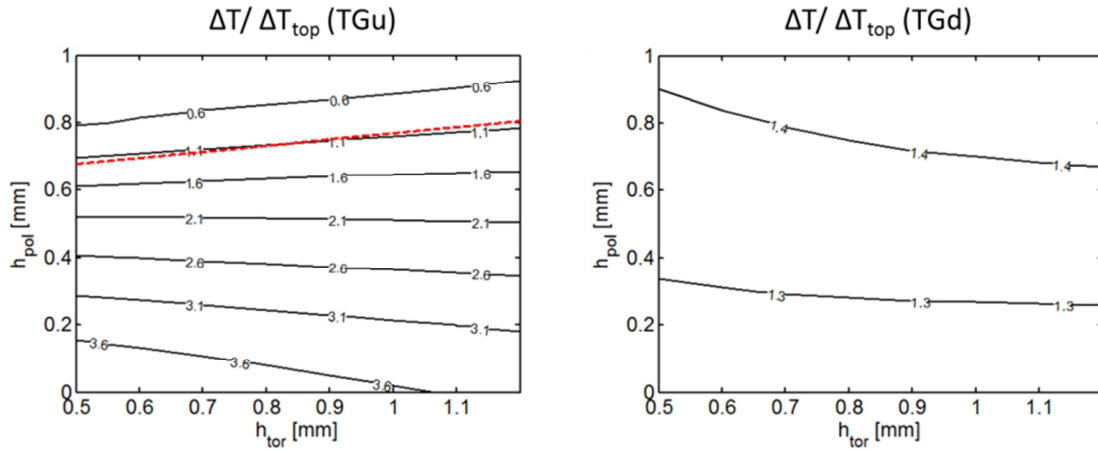 ΔT/ ΔTtop (TGu)
1
0.8
0.6
0.4
0.2
0
hpol [mm]
0.6 0.6 0.6
1.1 1.1 1.1
1.6 1.6 1.6
2.1 2.1 2.1
2.6 2.6 2.6
3.1 3.1 3.1
3.6 3.6 3.6 3.6
0.5 0.6 0.7 0.8 0.9 1 1.1
htor [mm]
ΔT/ ΔTtop (TGd)
1
0.8
0.6
0.4
0.2
0
hpol [mm]
1.4 1.4 1.4
1.3 1.3 1.3
0.5 0.6 0.7 0.8 0.9 1 1.1
htor [mm]